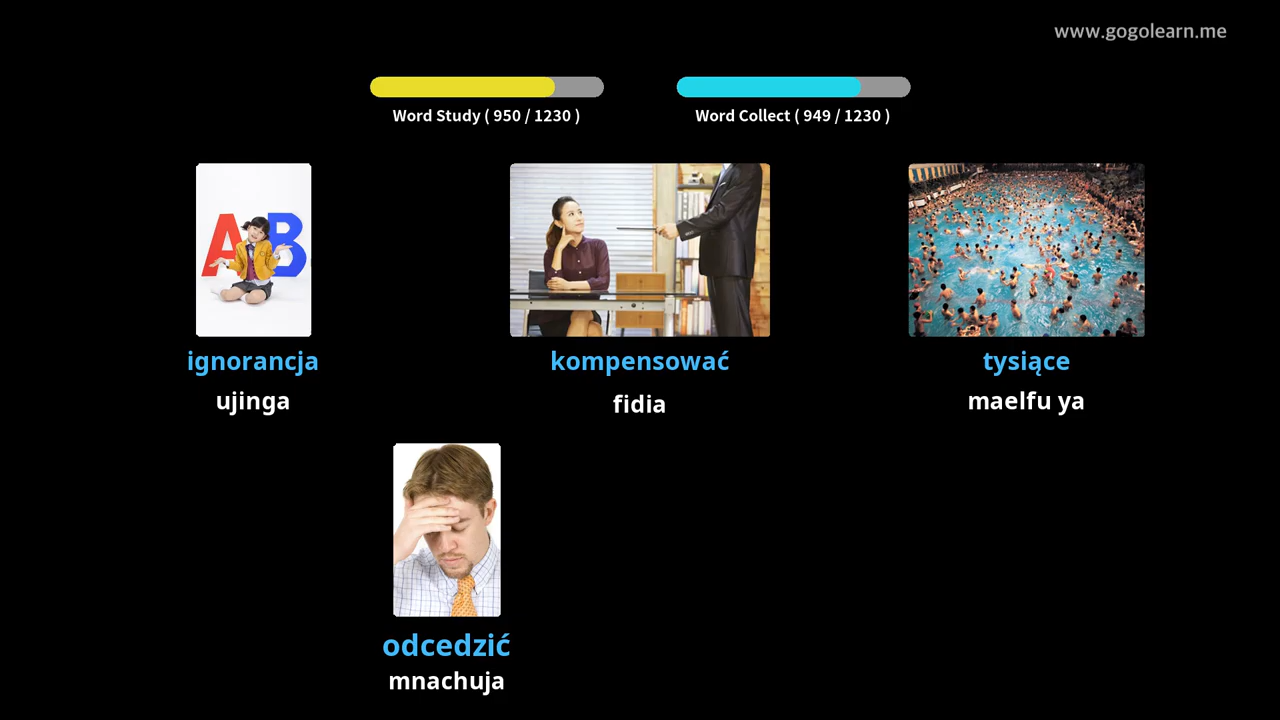 www.gogolearn.me
Word Study ( 950 / 1230 )
Word Collect ( 949 / 1230 )
A B
ignorancja
kompensować
tysiące
ujinga
fidia
maelfu ya
odcedzić
mnachuja